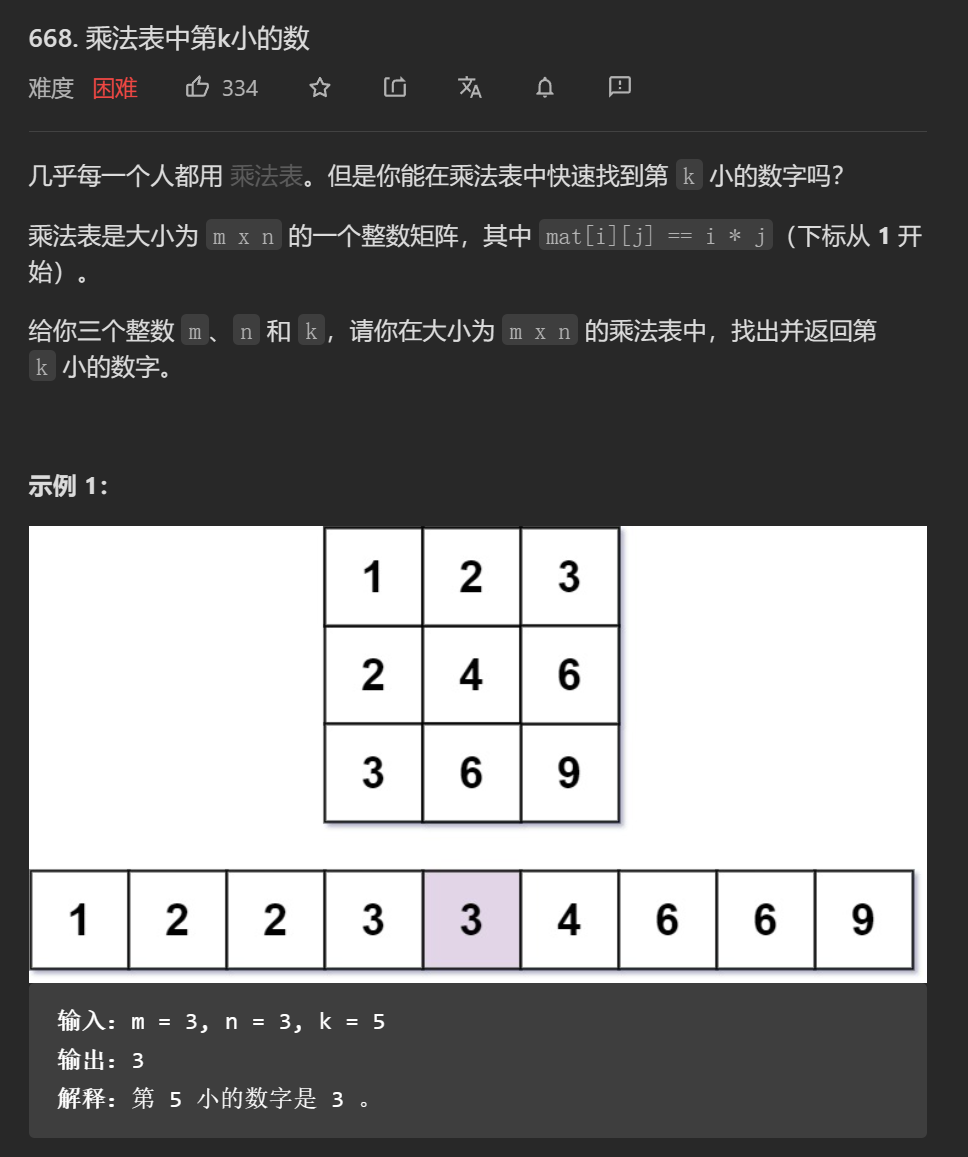 668. 乘法表中第k小的数
难度 困难 334
几乎每一个人都用 乘法表。但是你能在乘法表中快速找到第 k 小的数字吗？
乘法表是大小为 m x n 的一个整数矩阵，其中 mat[i][j] == i * j（下标从 1 开
始）。
给你三个整数 m、n 和 k，请你在大小为 m x n 的乘法表中，找出并返回第
k 小的数字。
示例 1：
1 2 3
2 4 6
3 6 9
1 2 2 3 3 4 6 6 9
输入：m = 3, n = 3, k = 5
输出：3
解释：第 5 小的数字是 3 。